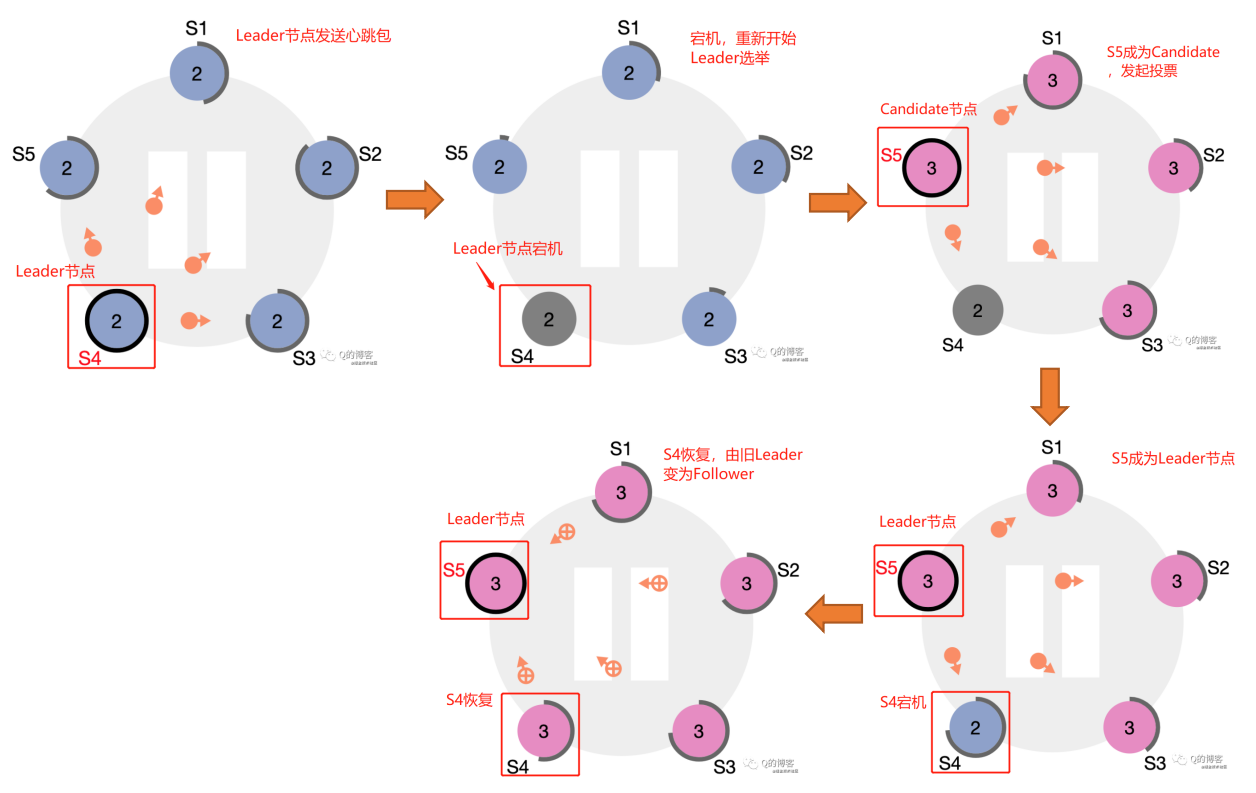 S1
Leader节点发送心跳包
2
S5
2
2
S2
Leader节点
2
S4
2
S3
Q的博客
S1
宕机，重新开始
Leader选举
2
S5
2
2
S2
Leader节点宕机
2
S4
2
S3
Q的博客
S1
S5成为Candidate
，发起投票
3
Candidate节点
S5
3
3
S2
2
S4
3
S3
Q的博客
S1
S5成为Leader节点
3
Leader节点
S5
3
3
S2
S4宕机
2
S4
3
S3
Q的博客
S1
S4恢复，由旧Leader
变为Follower
3
Leader节点
S5
3
3
S2
S4恢复
3
S4
3
S3
Q的博客